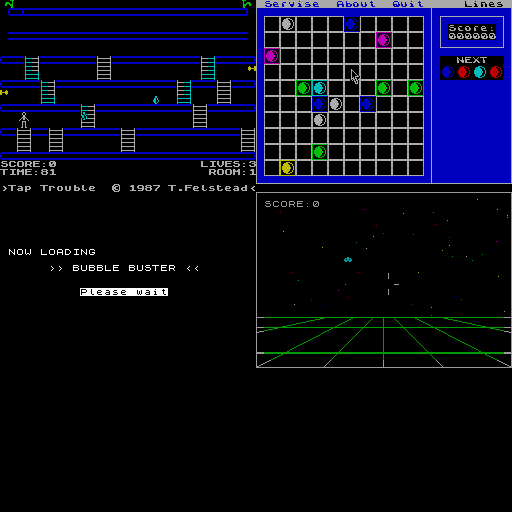 SCORE:0 LIVES:3
TIME:81 ROOM:1
>Tap Trouble © 1987 T.Felstead<
Servise About Quit Lines
Score:
000000
NEXT
NOW LOADING
>> BUBBLE BUSTER <<
Please wait
SCORE:0